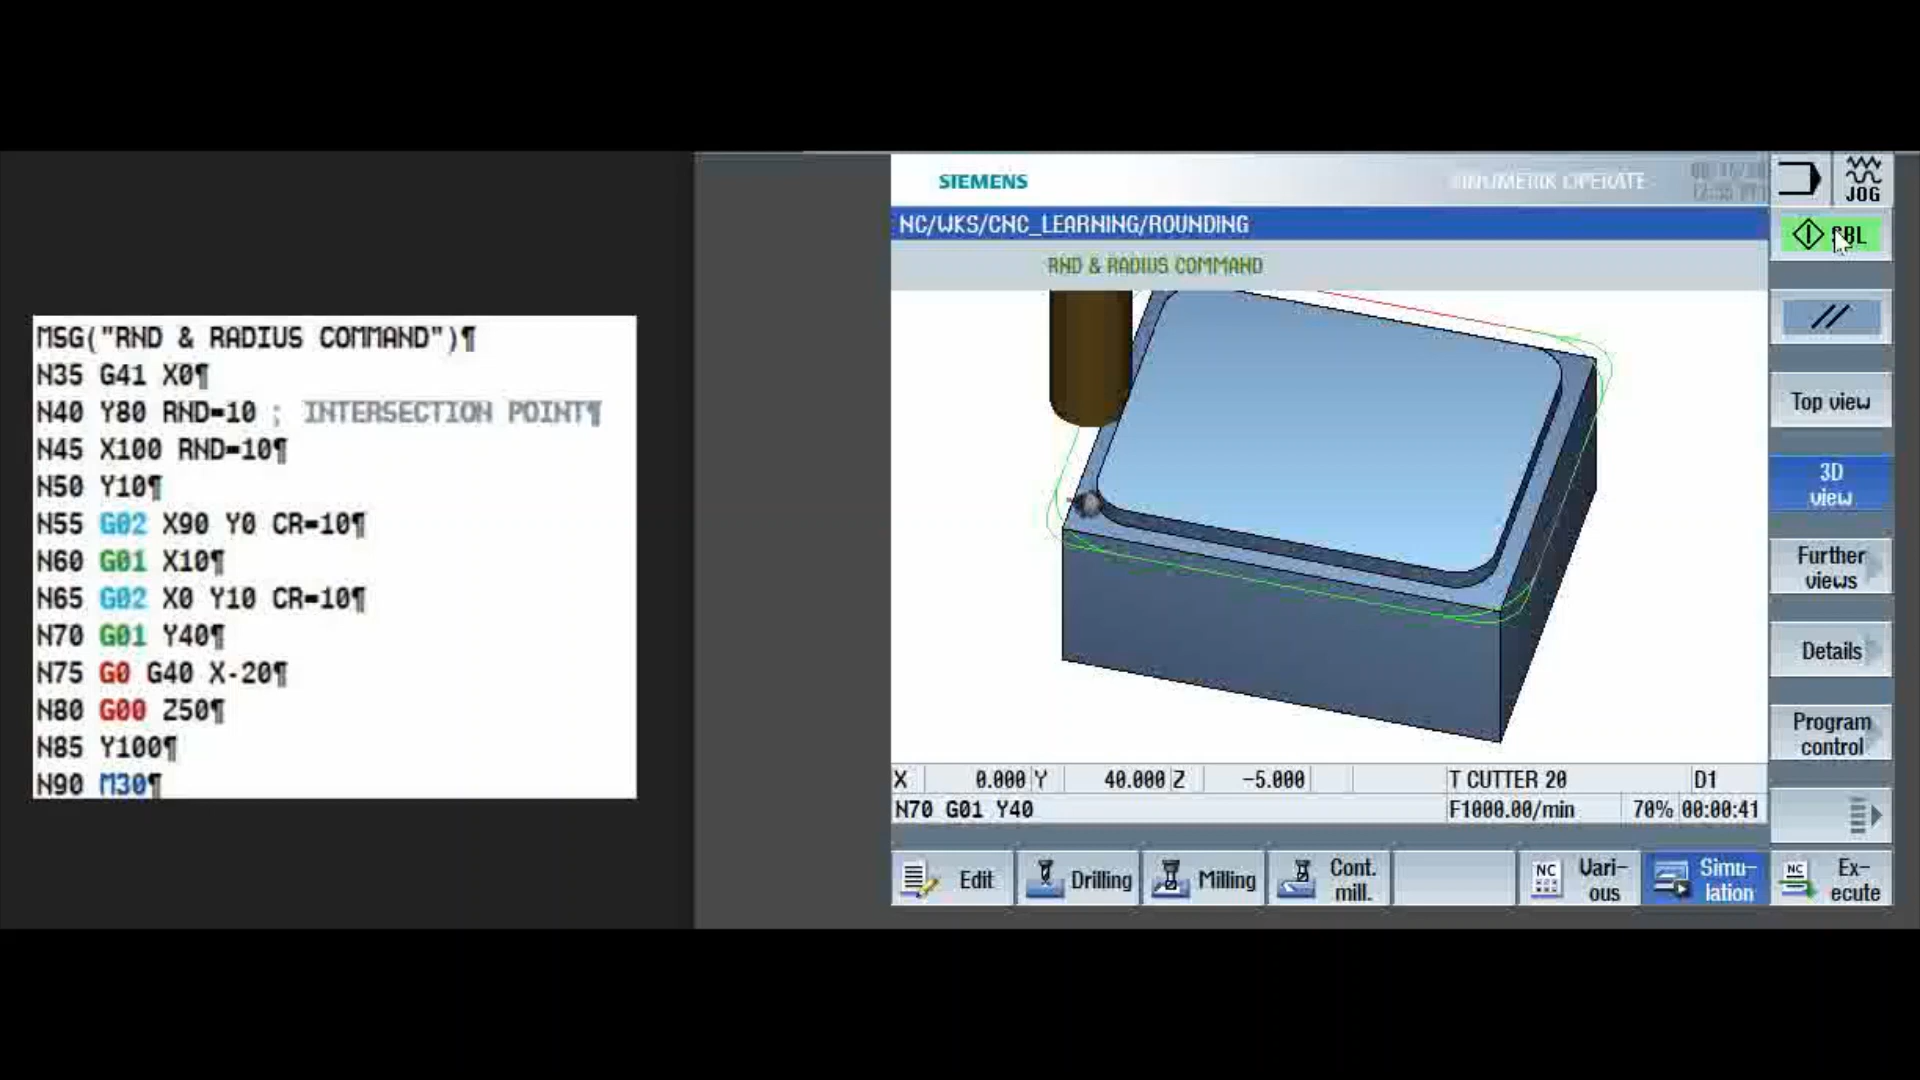 MSG("RND & RADIUS COMMAND")¶
N35 G41 X0¶
N40 Y80 RND=10 ; INTERSECTION POINT¶
N45 X100 RND=10¶
N50 Y10¶
N55 G02 X90 Y0 CR=10¶
N60 G01 X10¶
N65 G02 X0 Y10 CR=10¶
N70 G01 Y40¶
N75 G0 G40 X-20¶
N80 G00 Z50¶
N85 Y100¶
N90 M30¶
SIEMENS
SINUMERIK OPERATE
JOG
NC/WKS/CNC_LEARNING/ROUNDING
SBL
RND & RADIUS COMMAND
//
Top view
3D
view
Further
views
Details
Program
control
X 0.000 Y 40.000 Z -5.000 T CUTTER 20 D1
N70 G01 Y40 F1000.00/min 70% 00:00:41
Edit
Drilling
Milling
Cont.
mill.
NC
Vari-
ous
Simu-
lation
NC
Ex-
ecute